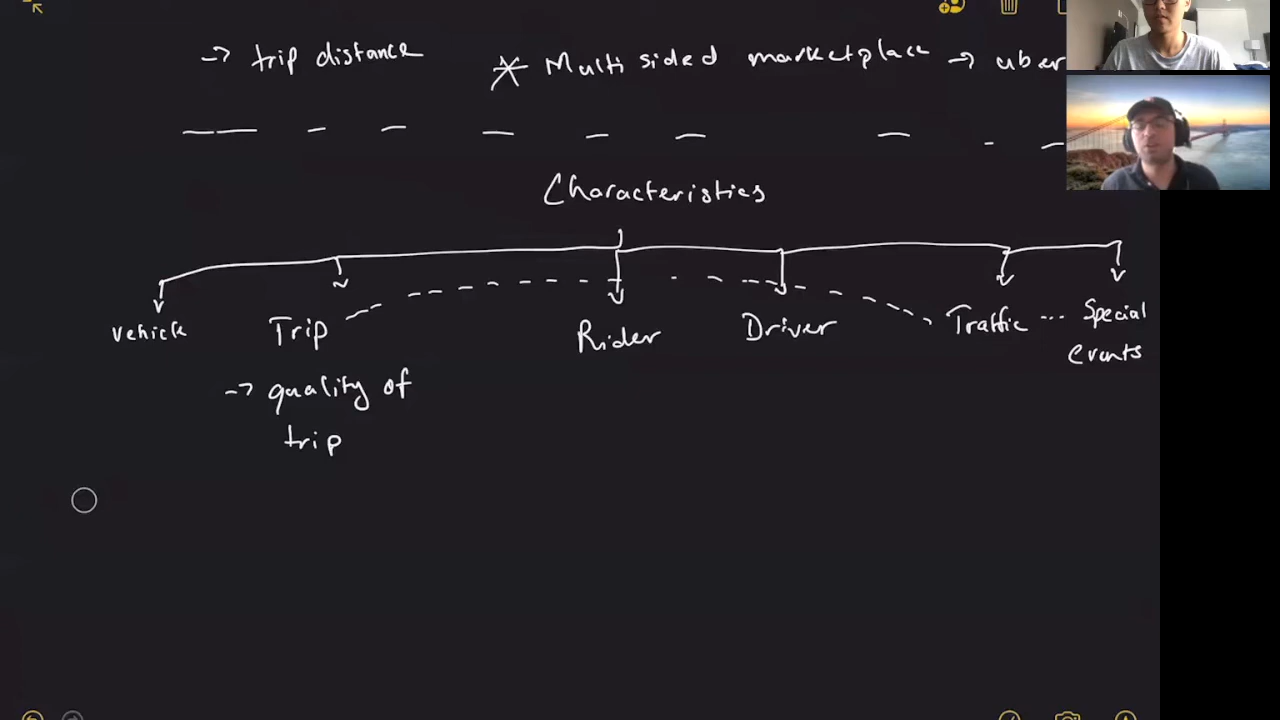 -> trip distance
* Multi sided marketplace -> uber
Characteristics
vehicle Trip Rider Driver Traffic ... Special events
-> quality of
trip